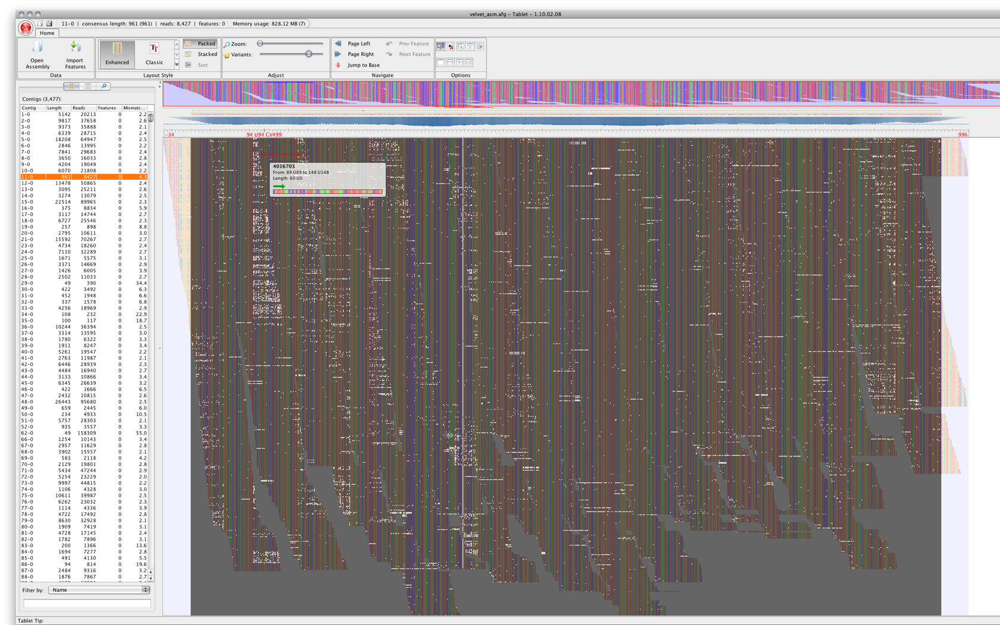 velvet_asm.afg – Tablet – 1.10.02.08
11-0 | consensus length: 961 (961) | reads: 8,427 | features: 0 Memory usage: 828.12 MB (7)
Home
Open Assembly
Import Features
Data
Enhanced
Classic
Packed
Stacked
Sort
Layout Style
Zoom:
Variants:
Adjust
Page Left
Page Right
Jump to Base
Prev Feature
Next Feature
Navigate
Options
Contigs (3,477):
Contig Length Reads Features Mismatc...
1-0 5142 20213 0 2.2
2-0 9817 37658 0 2.6
3-0 9373 35888 0 2.1
4-0 6339 28715 0 2.4
5-0 18208 64947 0 2.5
6-0 2846 13995 0 2.2
7-0 7841 29683 0 2.4
8-0 3650 16033 0 2.8
9-0 4204 19049 0 2.4
10-0 6070 21808 0 2.2
11-0 961 8427 0 4.3
12-0 13478 50865 0 2.4
13-0 3095 25211 0 2.6
14-0 3274 13079 0 2.5
15-0 22514 89965 0 2.3
16-0 375 8834 0 5.9
17-0 3117 14744 0 2.7
18-0 6727 25546 0 2.3
19-0 257 898 0 8.8
20-0 2795 10611 0 3.0
21-0 15592 70267 0 2.7
23-0 4734 18260 0 2.4
24-0 7110 32289 0 2.7
25-0 1671 5575 0 3.1
26-0 3371 14669 0 2.9
27-0 1426 6005 0 3.9
28-0 2502 11033 0 2.7
29-0 49 390 0 34.4
30-0 422 3492 0 6.3
31-0 452 1948 0 6.6
32-0 337 1578 0 6.8
33-0 4256 18969 0 2.9
34-0 108 232 0 22.9
35-0 100 117 0 18.7
36-0 10244 36394 0 2.5
37-0 3314 13595 0 3.0
38-0 1780 6322 0 3.3
39-0 1911 8247 0 3.4
40-0 5261 19547 0 2.2
41-0 2763 11987 0 2.1
42-0 6446 28939 0 2.3
43-0 4484 16940 0 2.7
44-0 3133 10866 0 3.4
45-0 6345 26639 0 3.2
46-0 422 1666 0 6.5
47-0 2432 10815 0 2.6
48-0 26443 95680 0 2.5
49-0 659 2445 0 6.0
50-0 234 4933 0 10.5
51-0 5757 28303 0 2.1
52-0 935 3557 0 3.3
62-0 49 158309 0 55.0
66-0 1254 10143 0 3.4
67-0 2957 11629 0 2.8
68-0 3902 15557 0 2.1
69-0 583 2118 0 4.2
70-0 2129 19801 0 2.8
71-0 5434 47244 0 2.9
72-0 5254 23229 0 2.0
73-0 9997 44815 0 2.2
74-0 1106 4328 0 3.0
75-0 10611 39987 0 2.5
76-0 6262 23032 0 2.3
77-0 1114 4336 0 3.9
78-0 4722 17492 0 2.8
79-0 8630 32928 0 2.1
80-0 1909 7419 0 3.1
81-0 4728 17145 0 2.4
82-0 1782 7896 0 3.1
83-0 200 1366 0 13.6
84-0 1694 7277 0 2.8
85-0 491 4130 0 5.5
86-0 94 814 0 19.6
87-0 2484 9316 0 3.2
88-0 1876 7867 0 2.7
Filter by: Name
-34 94 U94 CV499 996
4016703
From: 89 U89 to 148 U148
Length: 60 U0
Tablet Tip: